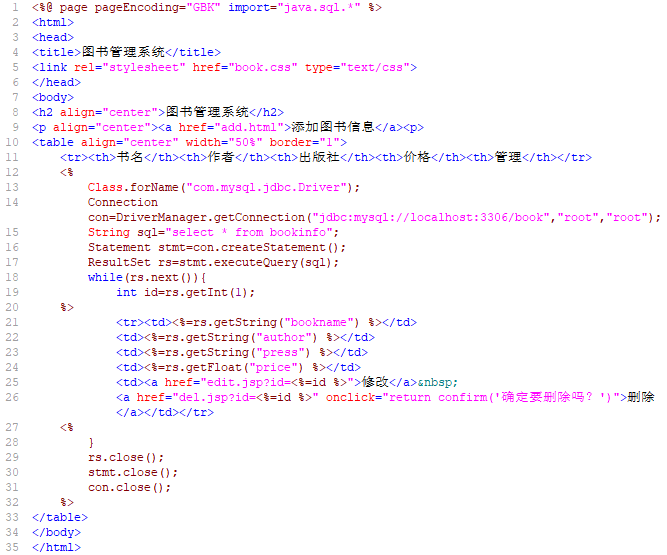 1 <%@ page pageEncoding="GBK" import="java.sql.*" %>
2 <html>
3 <head>
4 <title>图书管理系统</title>
5 <link rel="stylesheet" href="book.css" type="text/css">
6 </head>
7 <body>
8 <h2 align="center">图书管理系统</h2>
9 <p align="center"><a href="add.html">添加图书信息</a><p>
10 <table align="center" width="50%" border="1">
11 <tr><th>书名</th><th>作者</th><th>出版社</th><th>价格</th><th>管理</th></tr>
12 <%
13 Class.forName("com.mysql.jdbc.Driver");
14 Connection
con=DriverManager.getConnection("jdbc:mysql://localhost:3306/book","root","root");
15 String sql="select * from bookinfo";
16 Statement stmt=con.createStatement();
17 ResultSet rs=stmt.executeQuery(sql);
18 while(rs.next()){
19 int id=rs.getInt(1);
20 %>
21 <tr><td><%=rs.getString("bookname") %></td>
22 <td><%=rs.getString("author") %></td>
23 <td><%=rs.getString("press") %></td>
24 <td><%=rs.getFloat("price") %></td>
25 <td><a href="edit.jsp?id=<%=id %>">修改</a>&nbsp;
26 <a href="del.jsp?id=<%=id %>" onclick="return confirm('确定要删除吗？')">删除
</a></td></tr>
27 <%
28 }
29 rs.close();
30 stmt.close();
31 con.close();
32 %>
33 </table>
34 </body>
35 </html>